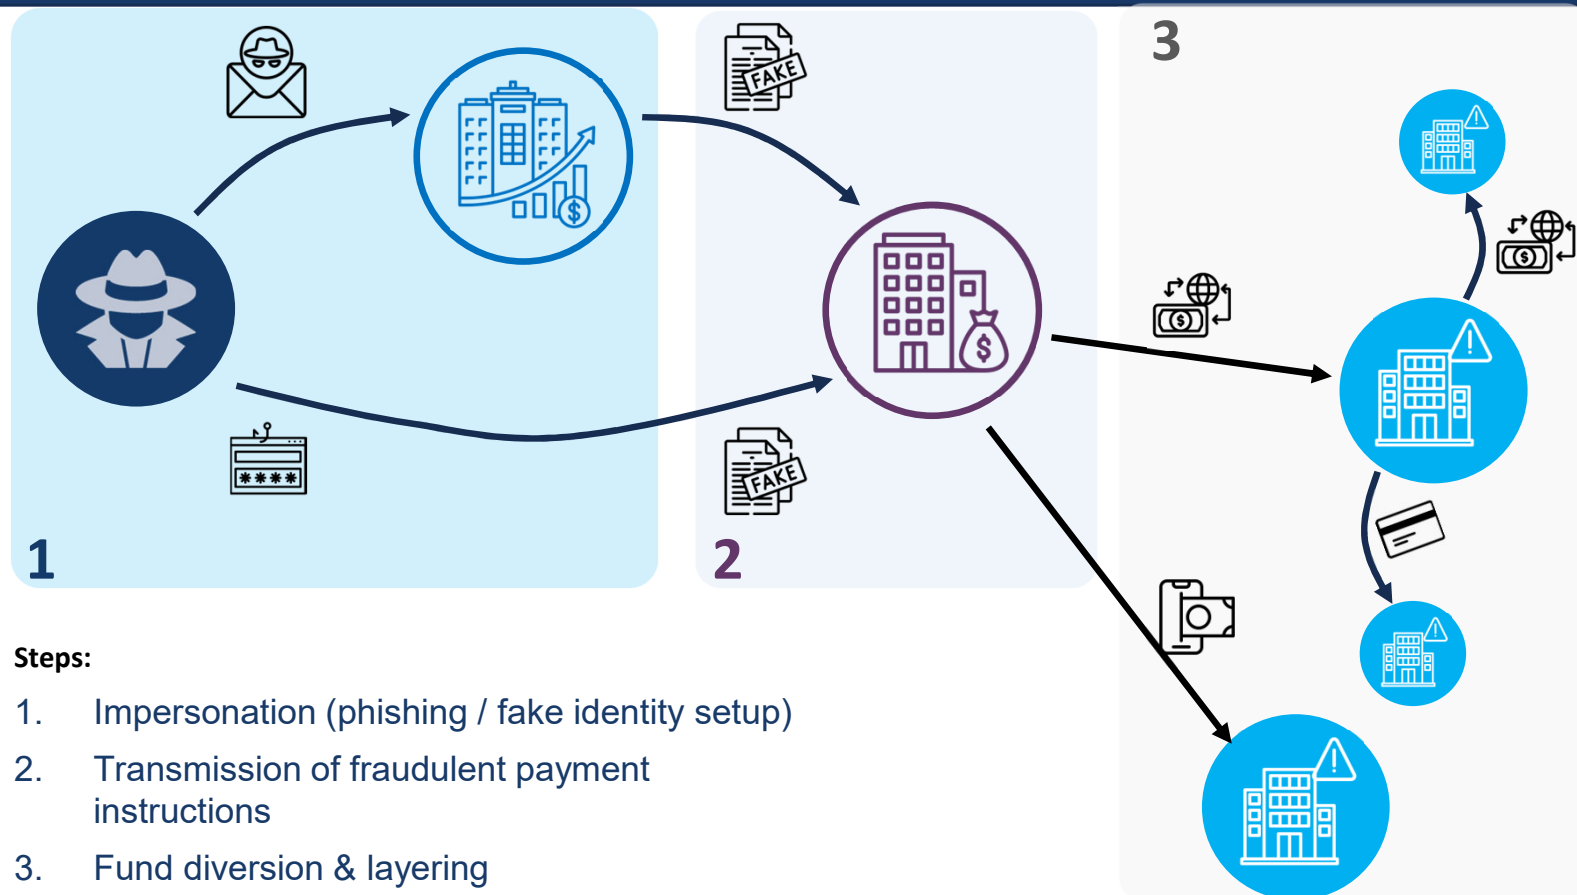 3
FAKE
FAKE
****
1
2
Steps:
1. Impersonation (phishing / fake identity setup)
2. Transmission of fraudulent payment
instructions
3. Fund diversion & layering